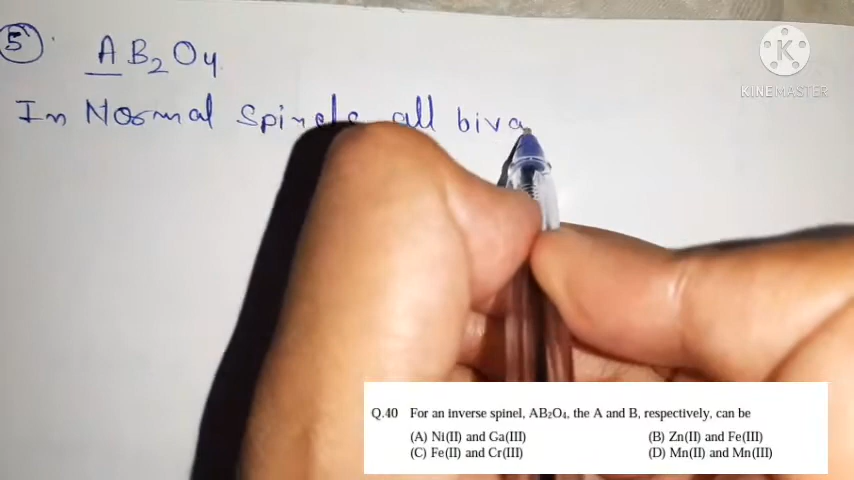 5
AB₂O₄
KINEMASTER
In Normal Spinels all biva
Q.40 For an inverse spinel, AB₂O₄, the A and B, respectively, can be
(A) Ni(II) and Ga(III) (B) Zn(II) and Fe(III)
(C) Fe(II) and Cr(III) (D) Mn(II) and Mn(III)